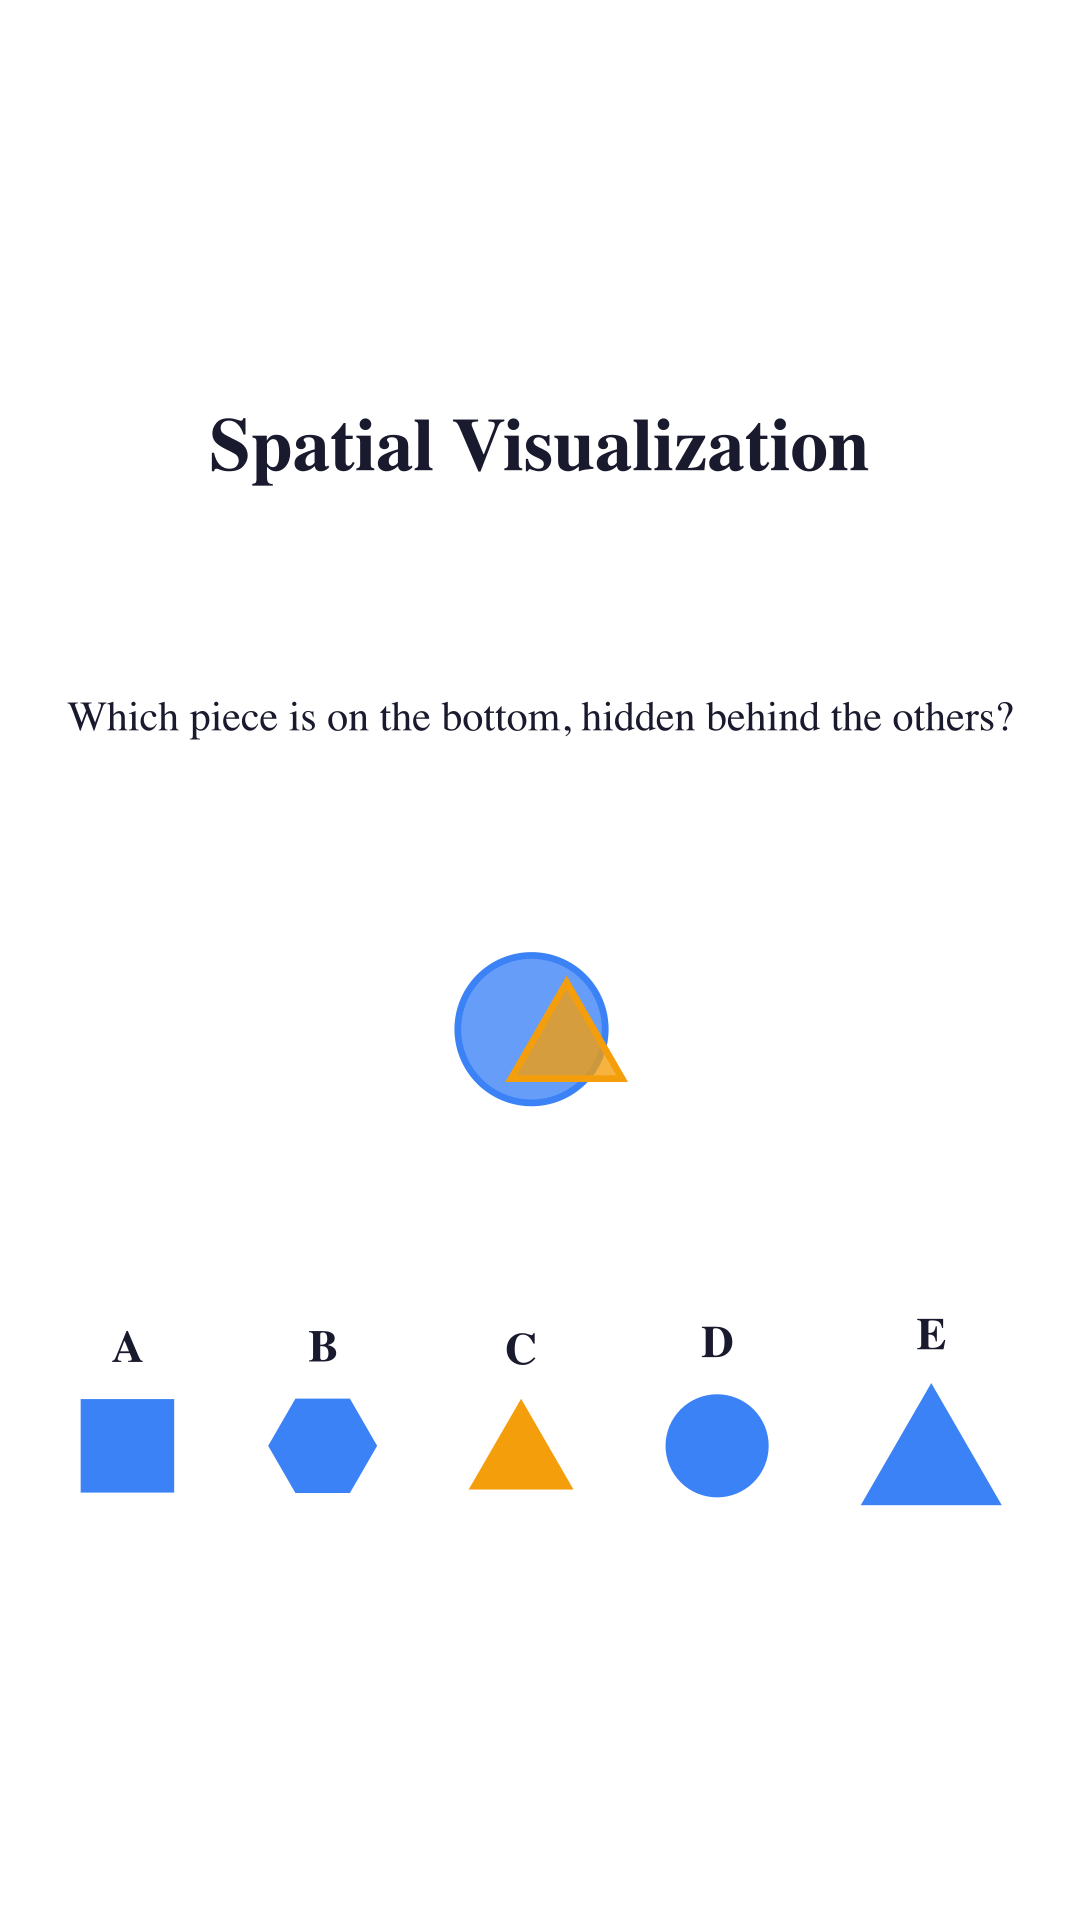 Spatial Visualization
Which piece is on the bottom, hidden behind the others?
A B C D E